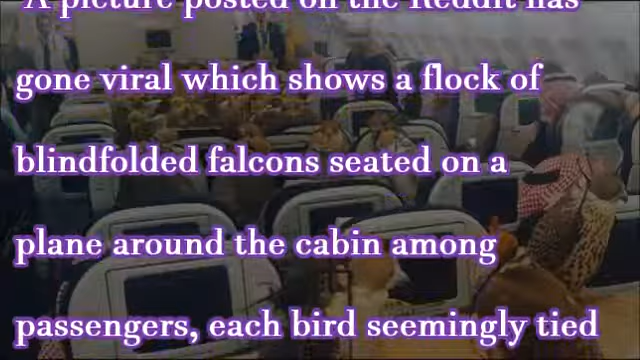 A picture posted on the Reddit has
gone viral which shows a flock of
blindfolded falcons seated on a
plane around the cabin among
passengers, each bird seemingly tied